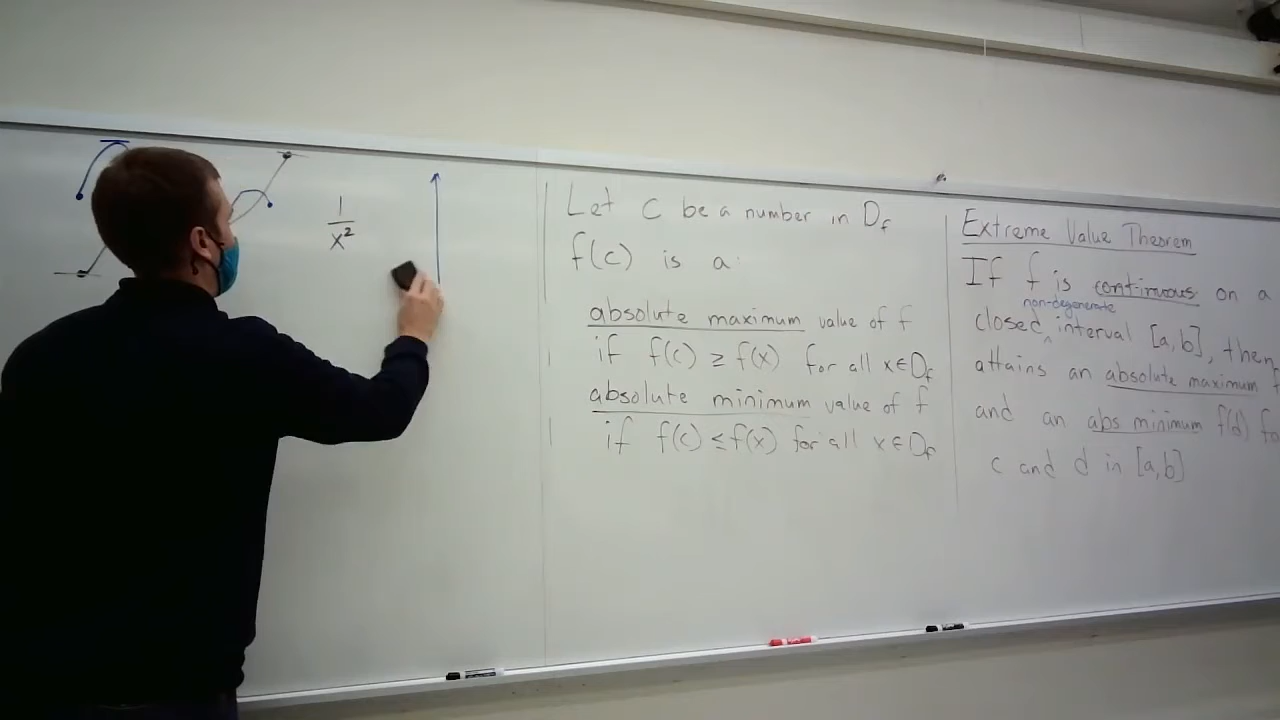 1
x²
Let c be a number in D_f
f(c) is a:
absolute maximum value of f
if f(c) ≥ f(x) for all x∈D_f
absolute minimum value of f
if f(c) ≤ f(x) for all x∈D_f
Extreme Value Theorem
If f is continuous on a
non-degenerate
closed ^ interval [a,b], then
attains an absolute maximum
and an abs minimum f(d)
c and d in [a,b]